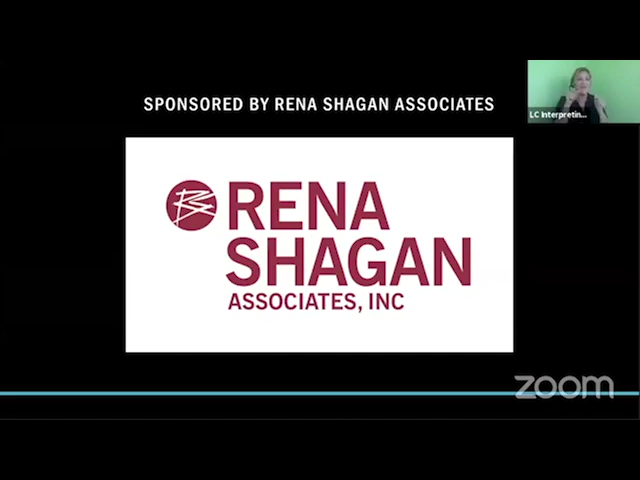 SPONSORED BY RENA SHAGAN ASSOCIATES
LC Interpretin...
RENA
SHAGAN
ASSOCIATES, INC
zoom